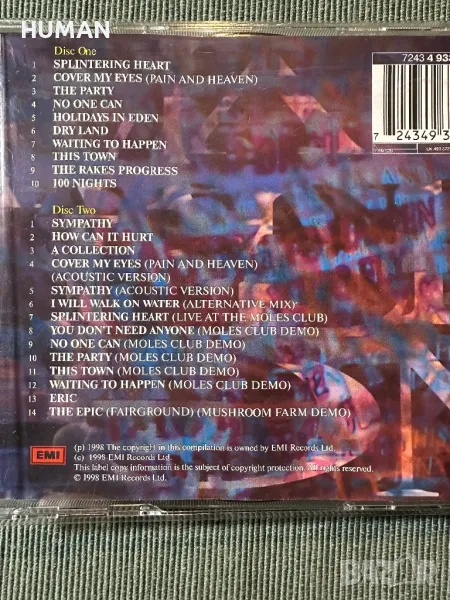 HUMAN
Disc One
1 SPLINTERING HEART
2 COVER MY EYES (PAIN AND HEAVEN)
3 THE PARTY
4 NO ONE CAN
5 HOLIDAYS IN EDEN
6 DRY LAND
7 WAITING TO HAPPEN
8 THIS TOWN
9 THE RAKES PROGRESS
10 100 NIGHTS
7243 4 93
7 24349 3
Disc Two
1 SYMPATHY
2 HOW CAN IT HURT
3 A COLLECTION
4 COVER MY EYES (PAIN AND HEAVEN)
(ACOUSTIC VERSION)
5 SYMPATHY (ACOUSTIC VERSION)
6 I WILL WALK ON WATER (ALTERNATIVE MIX)
7 SPLINTERING HEART (LIVE AT THE MOLES CLUB)
8 YOU DON'T NEED ANYONE (MOLES CLUB DEMO)
9 NO ONE CAN (MOLES CLUB DEMO)
10 THE PARTY (MOLES CLUB DEMO)
11 THIS TOWN (MOLES CLUB DEMO)
12 WAITING TO HAPPEN (MOLES CLUB DEMO)
13 ERIC
14 THE EPIC (FAIRGROUND) (MUSHROOM FARM DEMO)
EMI
(p) 1998 The copyright in this compilation is owned by EMI Records Ltd.
(c) 1998 EMI Records Ltd.
This label copy information is the subject of copyright protection. All rights reserved.
© 1998 EMI Records Ltd.
BAZAR